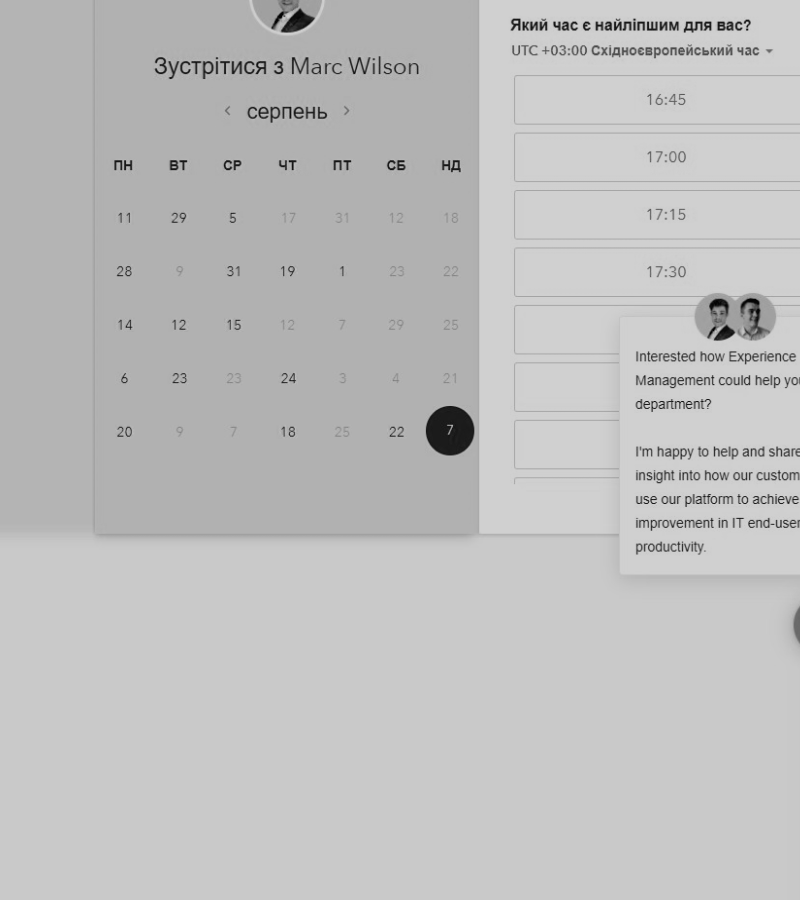 Зустрітися з Marc Wilson
серпень
ПН ВТ СР ЧТ ПТ СБ НД
11 29 5 17 31 12 18
28 9 31 19 1 23 22
14 12 15 12 7 29 25
6 23 23 24 3 4 21
20 9 7 18 25 22 7
Який час є найліпшим для вас?
UTC +03:00 Східноєвропейський час
16:45
17:00
17:15
17:30
Interested how Experience
Management could help you
department?
I'm happy to help and share
insight into how our custom
use our platform to achieve
improvement in IT end-user
productivity.